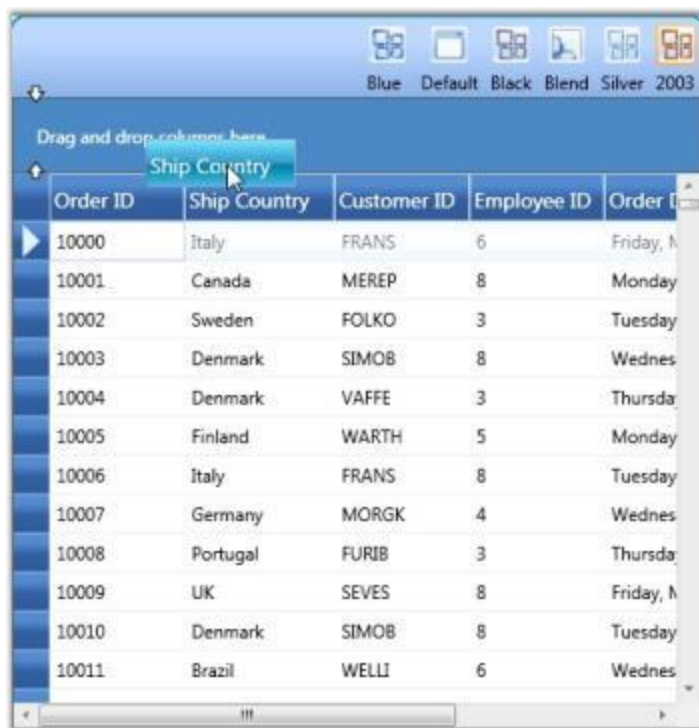 Blue Default Black Blend Silver 2003
Drag and drop columns here
Ship Country
Order ID Ship Country Customer ID Employee ID Order D
10000 Italy FRANS 6 Friday, M
10001 Canada MEREP 8 Monday
10002 Sweden FOLKO 3 Tuesday
10003 Denmark SIMOB 8 Wednes
10004 Denmark VAFFE 3 Thursda
10005 Finland WARTH 5 Monday
10006 Italy FRANS 8 Tuesday
10007 Germany MORGK 4 Wednes
10008 Portugal FURIB 3 Thursda
10009 UK SEVES 8 Friday, M
10010 Denmark SIMOB 8 Tuesday
10011 Brazil WELLI 6 Wednes